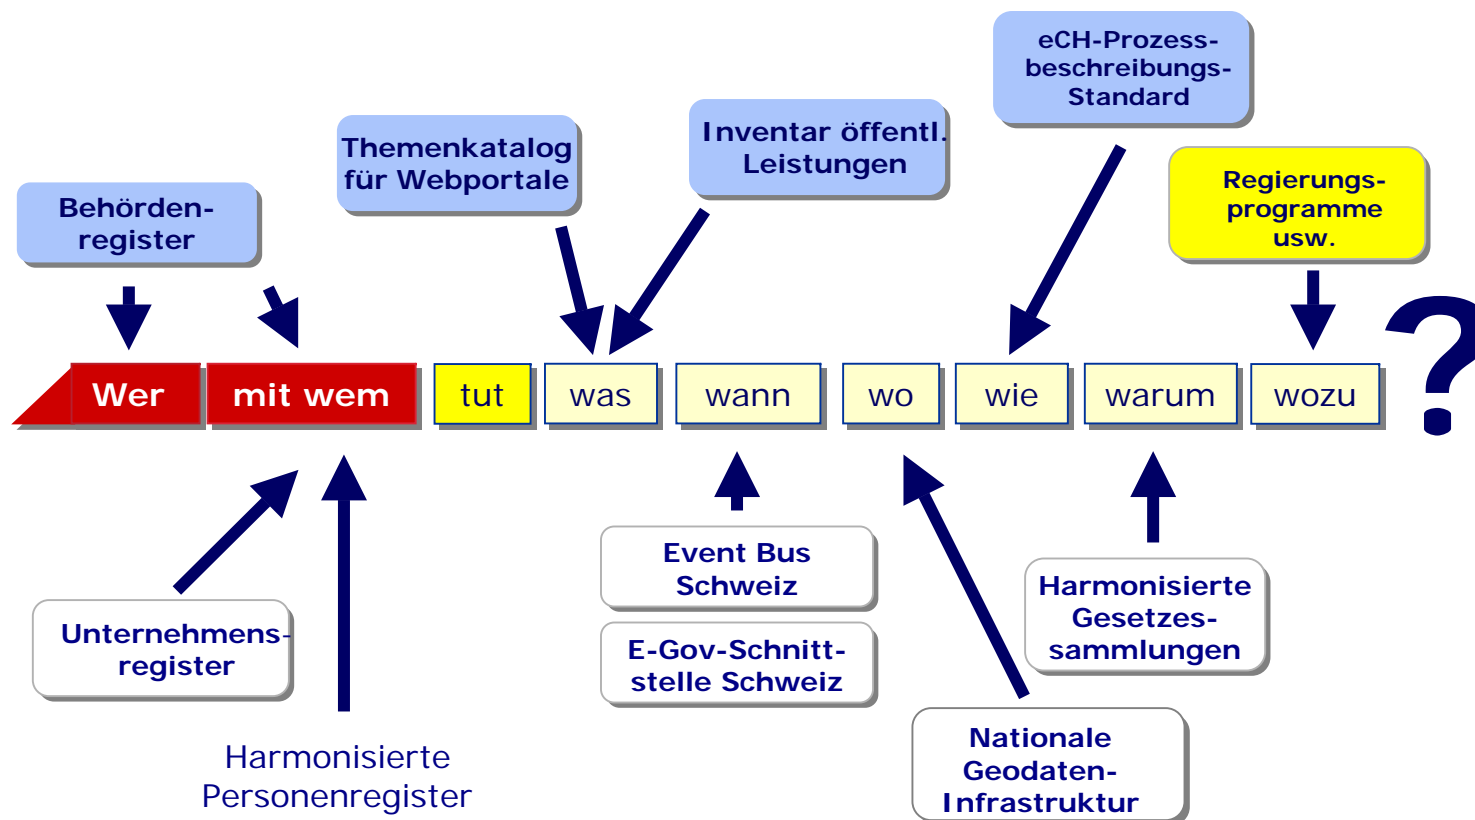 eCH-Prozess-
beschreibungs-
Standard
Themenkatalog
für Webportale
Inventar öffentl.
Leistungen
Regierungs-
programme
usw.
Behörden-
register
Wer mit wem tut was wann wo wie warum wozu ?
Unternehmens-
register
Harmonisierte
Personenregister
Event Bus
Schweiz
E-Gov-Schnitt-
stelle Schweiz
Harmonisierte
Gesetzes-
sammlungen
Nationale
Geodaten-
Infrastruktur